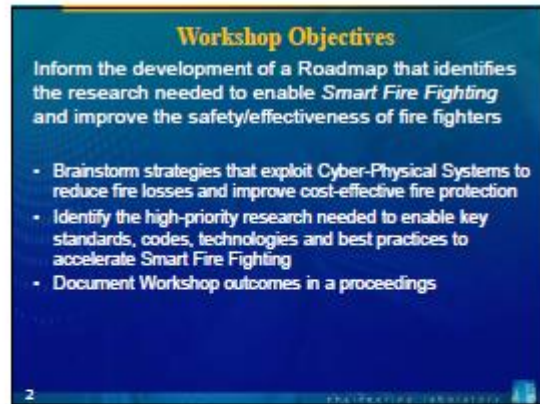 Workshop Objectives
Inform the development of a Roadmap that identifies
the research needed to enable Smart Fire Fighting
and improve the safety/effectiveness of fire fighters
• Brainstorm strategies that exploit Cyber-Physical Systems to
reduce fire losses and improve cost-effective fire protection
• Identify the high-priority research needed to enable key
standards, codes, technologies and best practices to
accelerate Smart Fire Fighting
• Document Workshop outcomes in a proceedings
2
engineering laboratory